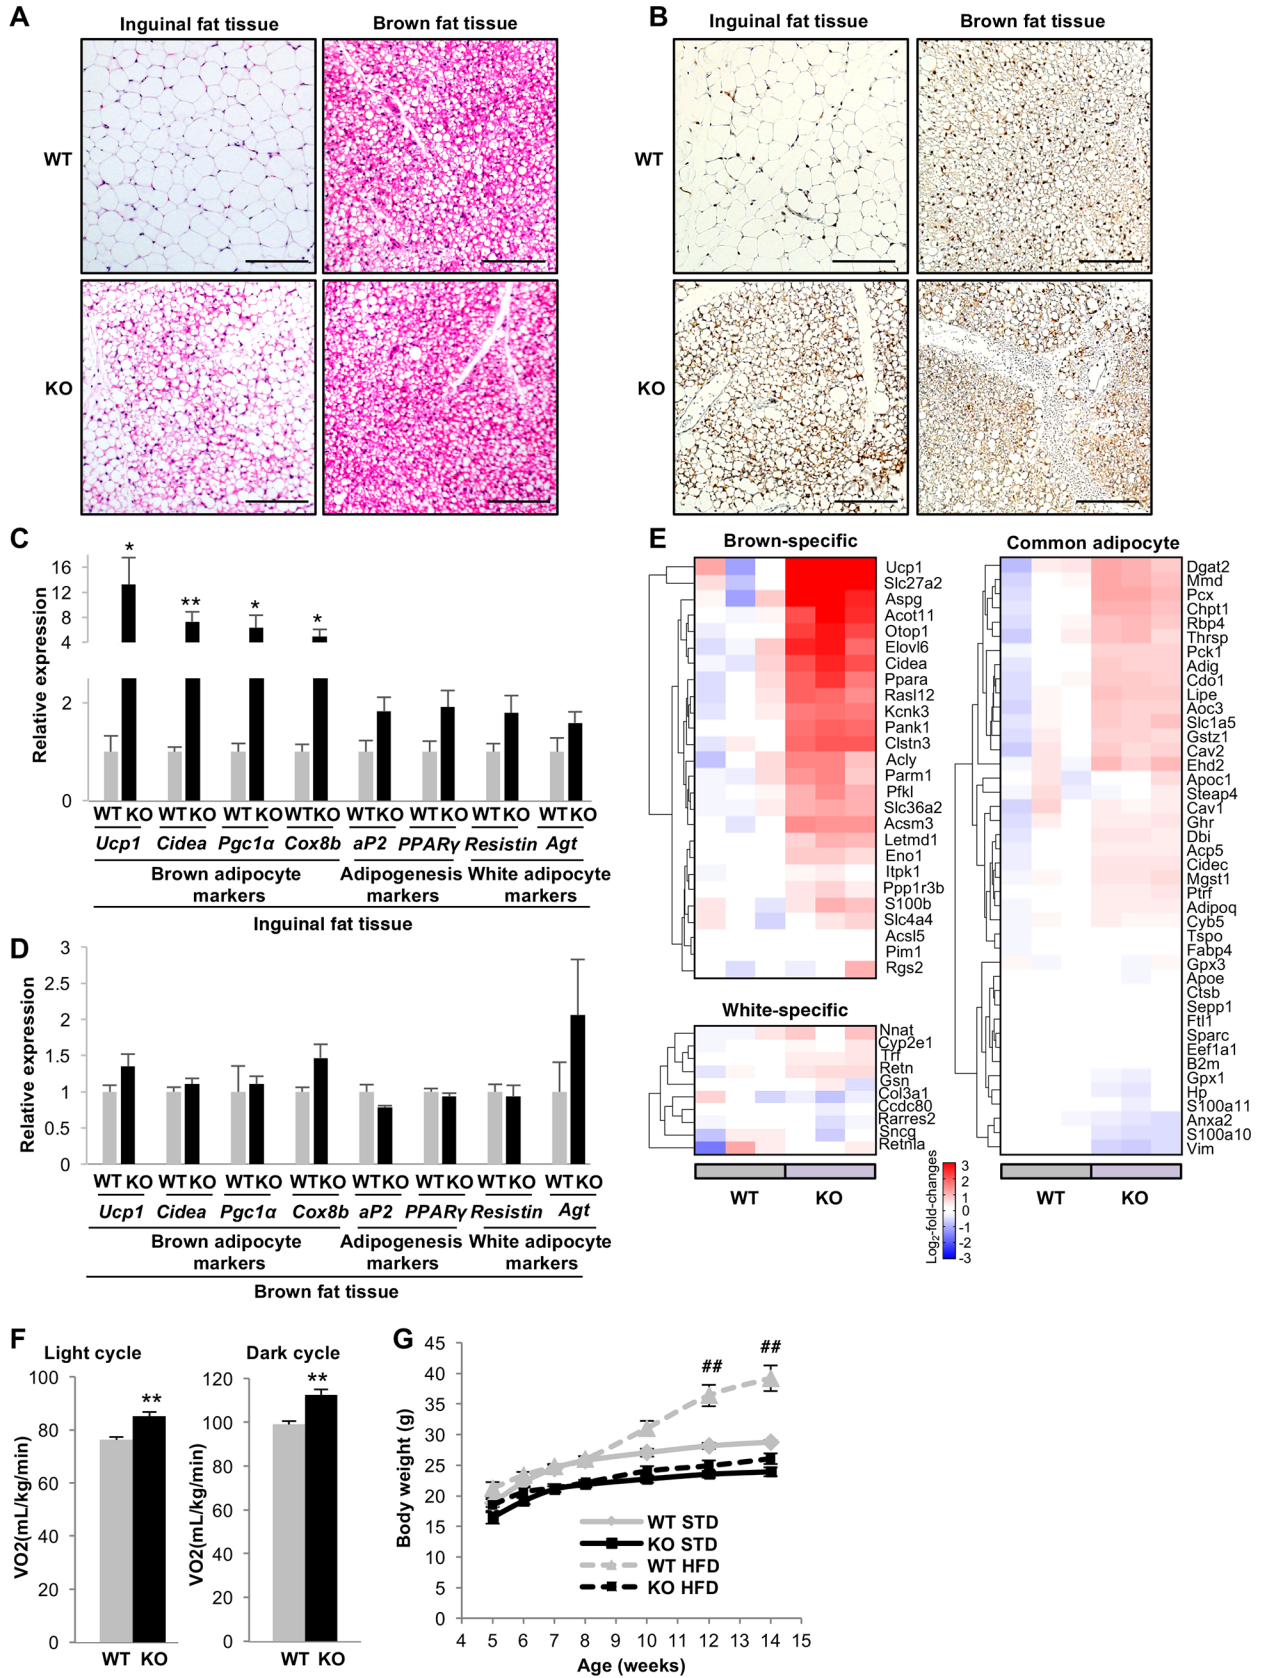 A
Inguinal fat tissue
Brown fat tissue
WT
KO
B
Inguinal fat tissue
Brown fat tissue
WT
KO
C
Relative expression
16
12
8
4
2
0
*
**
*
*
WT KO WT KO WT KO WT KO WT KO WT KO WT KO WT KO
Ucp1 Cidea Pgc1α Cox8b aP2 PPARγ Resistin Agt
Brown adipocyte markers
Adipogenesis markers
White adipocyte markers
Inguinal fat tissue
D
Relative expression
3
2.5
2
1.5
1
0.5
0
WT KO WT KO WT KO WT KO WT KO WT KO WT KO WT KO
Ucp1 Cidea Pgc1α Cox8b aP2 PPARγ Resistin Agt
Brown adipocyte markers
Adipogenesis markers
White adipocyte markers
Brown fat tissue
E
Brown-specific
Ucp1
Slc27a2
Aspg
Acot11
Otop1
Elovl6
Cidea
Ppara
Rasl12
Kcnk3
Pank1
Clstn3
Acly
Parm1
Pfkl
Slc36a2
Acsm3
Letmd1
Eno1
Itpk1
Ppp1r3b
S100b
Slc4a4
Acsl5
Pim1
Rgs2
White-specific
Nnat
Cyp2e1
Trf
Retn
Gsn
Col3a1
Ccdc80
Rarres2
Sncg
Retnla
WT
KO
Common adipocyte
Dgat2
Mmd
Pcx
Chpt1
Rbp4
Thrsp
Pck1
Adig
Cdo1
Lipe
Aoc3
Slc1a5
Gstz1
Cav2
Ehd2
Apoc1
Steap4
Cav1
Ghr
Dbi
Acp5
Cidec
Mgst1
Ptrf
Adipoq
Cyb5
Tspo
Fabp4
Gpx3
Apoe
Ctsb
Sepp1
Ftl1
Sparc
Eef1a1
B2m
Gpx1
Hp
S100a11
Anxa2
S100a10
Vim
WT
KO
Log2-fold-changes
3
2
1
0
-1
-2
-3
F
Light cycle
VO2(mL/kg/min)
100
80
60
40
20
0
**
WT KO
Dark cycle
VO2(mL/kg/min)
120
100
80
60
40
20
0
**
WT KO
G
Body weight (g)
45
40
35
30
25
20
15
10
5
0
##
##
WT STD
KO STD
WT HFD
KO HFD
4 5 6 7 8 9 10 11 12 13 14 15
Age (weeks)